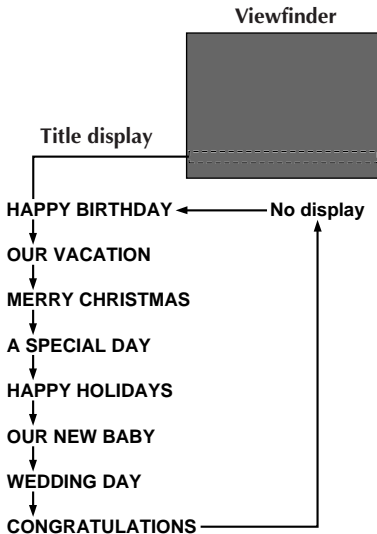 Viewfinder
Title display
HAPPY BIRTHDAY No display
OUR VACATION
MERRY CHRISTMAS
A SPECIAL DAY
HAPPY HOLIDAYS
OUR NEW BABY
WEDDING DAY
CONGRATULATIONS